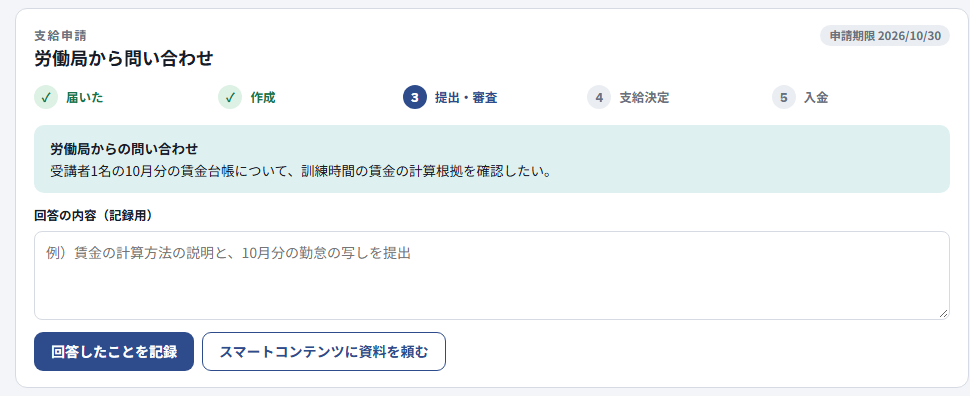 支給申請
申請期限 2026/10/30
労働局から問い合わせ
✓ 届いた
✓ 作成
3 提出・審査
4 支給決定
5 入金
労働局からの問い合わせ
受講者1名の10月分の賃金台帳について、訓練時間の賃金の計算根拠を確認したい。
回答の内容（記録用）
例）賃金の計算方法の説明と、10月分の勤怠の写しを提出
回答したことを記録
スマートコンテンツに資料を頼む